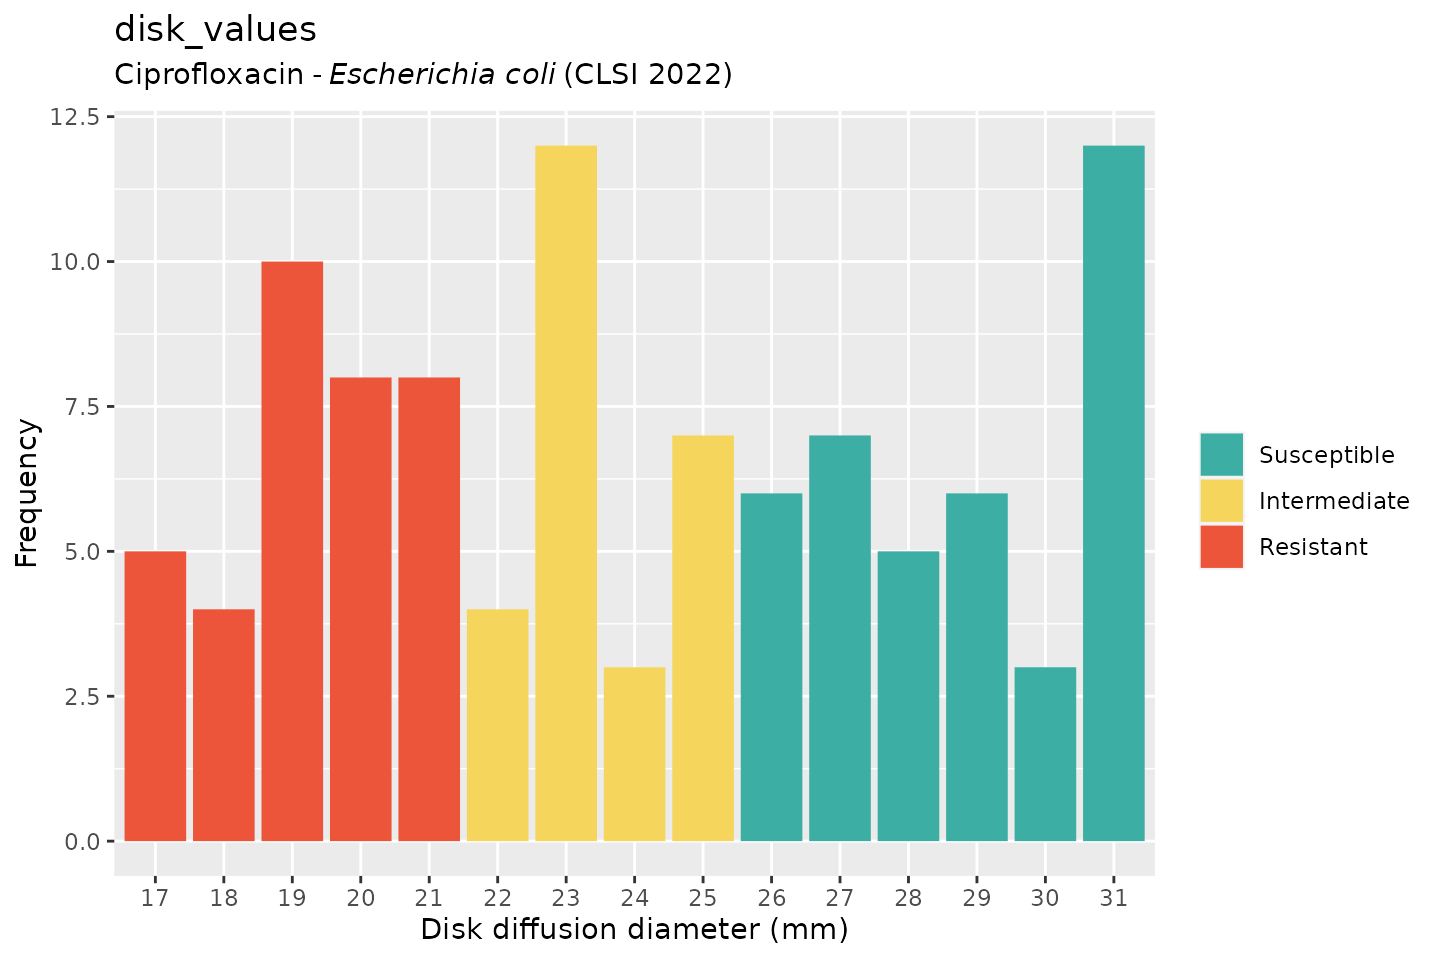 disk_values
Ciprofloxacin - Escherichia coli (CLSI 2022)
12.5
10.0
7.5
5.0
2.5
0.0
Frequency
17 18 19 20 21 22 23 24 25 26 27 28 29 30 31
Disk diffusion diameter (mm)
Susceptible
Intermediate
Resistant